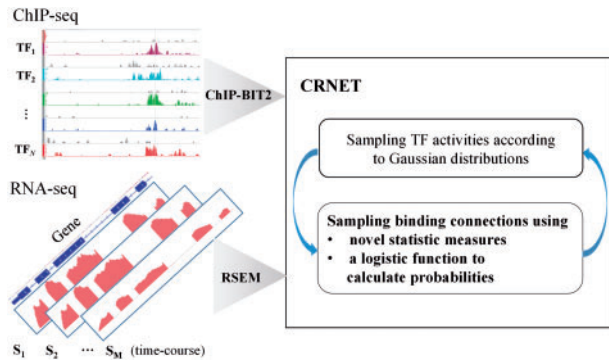 ChIP-seq
TF1
TF2
...
TFN
ChIP-BIT2
RNA-seq
Gene
S1 S2 ... SM (time-course)
RSEM
CRNET
Sampling TF activities according
to Gaussian distributions
Sampling binding connections using
• novel statistic measures
• a logistic function to
calculate probabilities